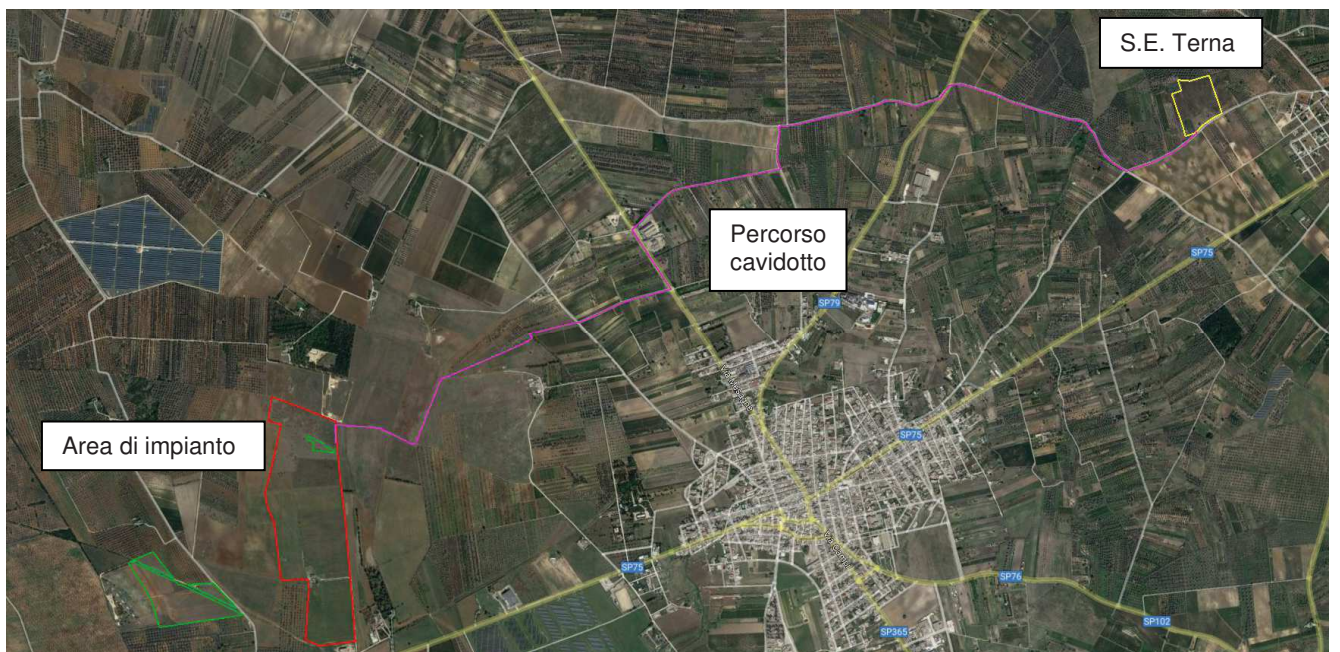 S.E. Terna
Percorso
cavidotto
SP75
SP79
Area di impianto
SP75
SP75
SP76
SP102
SP365